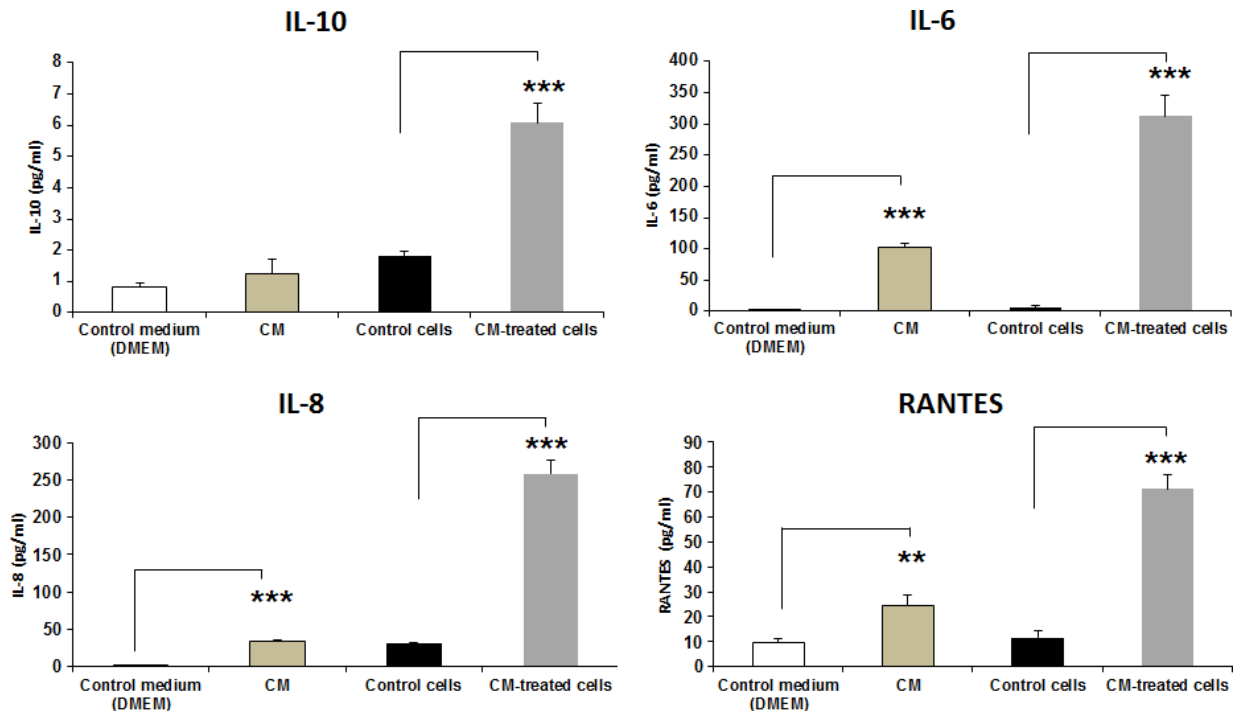 IL-10
IL-10 (pg/ml)
8
7
6
5
4
3
2
1
0
***
Control medium
(DMEM)
CM
Control cells
CM-treated cells
IL-6
IL-6 (pg/ml)
400
350
300
250
200
150
100
50
0
***
***
Control medium
(DMEM)
CM
Control cells
CM-treated cells
IL-8
IL-8 (pg/ml)
300
250
200
150
100
50
0
***
***
Control medium
(DMEM)
CM
Control cells
CM-treated cells
RANTES
RANTES (pg/ml)
90
80
70
60
50
40
30
20
10
0
**
***
Control medium
(DMEM)
CM
Control cells
CM-treated cells